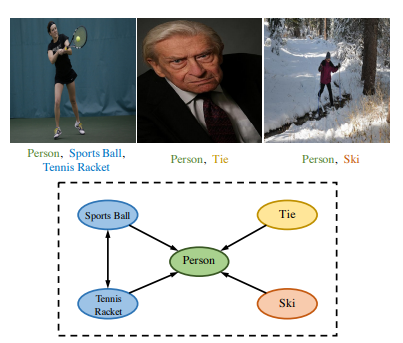 Person, Sports Ball,
Tennis Racket
Person, Tie
Person, Ski
Sports Ball
Tie
Person
Tennis
Racket
Ski